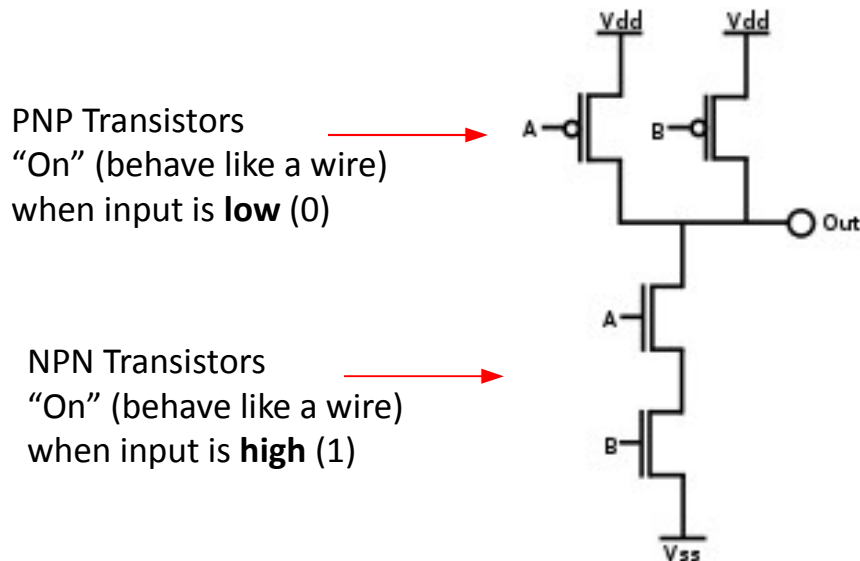 Vdd Vdd
PNP Transistors
“On” (behave like a wire)
when input is low (0)
A B
Out
A
NPN Transistors
“On” (behave like a wire)
when input is high (1)
B
Vss